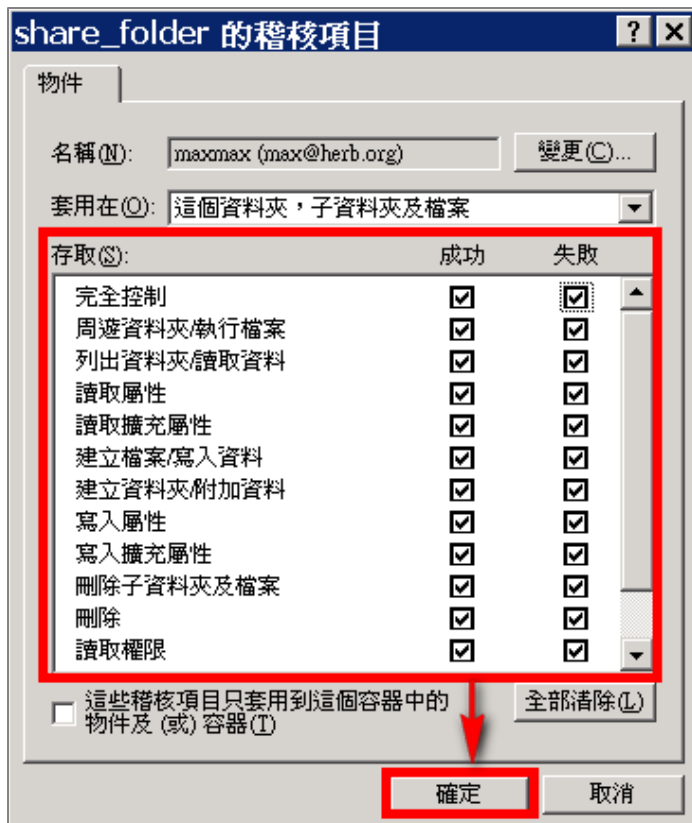 share_folder 的稽核項目
物件
名稱(N): maxmax (max@herb.org) 變更(C)...
套用在(O): 這個資料夾，子資料夾及檔案
存取(S): 成功 失敗
完全控制
周遊資料夾/執行檔案
列出資料夾/讀取資料
讀取屬性
讀取擴充屬性
建立檔案/寫入資料
建立資料夾/附加資料
寫入屬性
寫入擴充屬性
刪除子資料夾及檔案
刪除
讀取權限
這些稽核項目只套用到這個容器中的
物件及 (或) 容器(T)
全部清除(L)
確定 取消